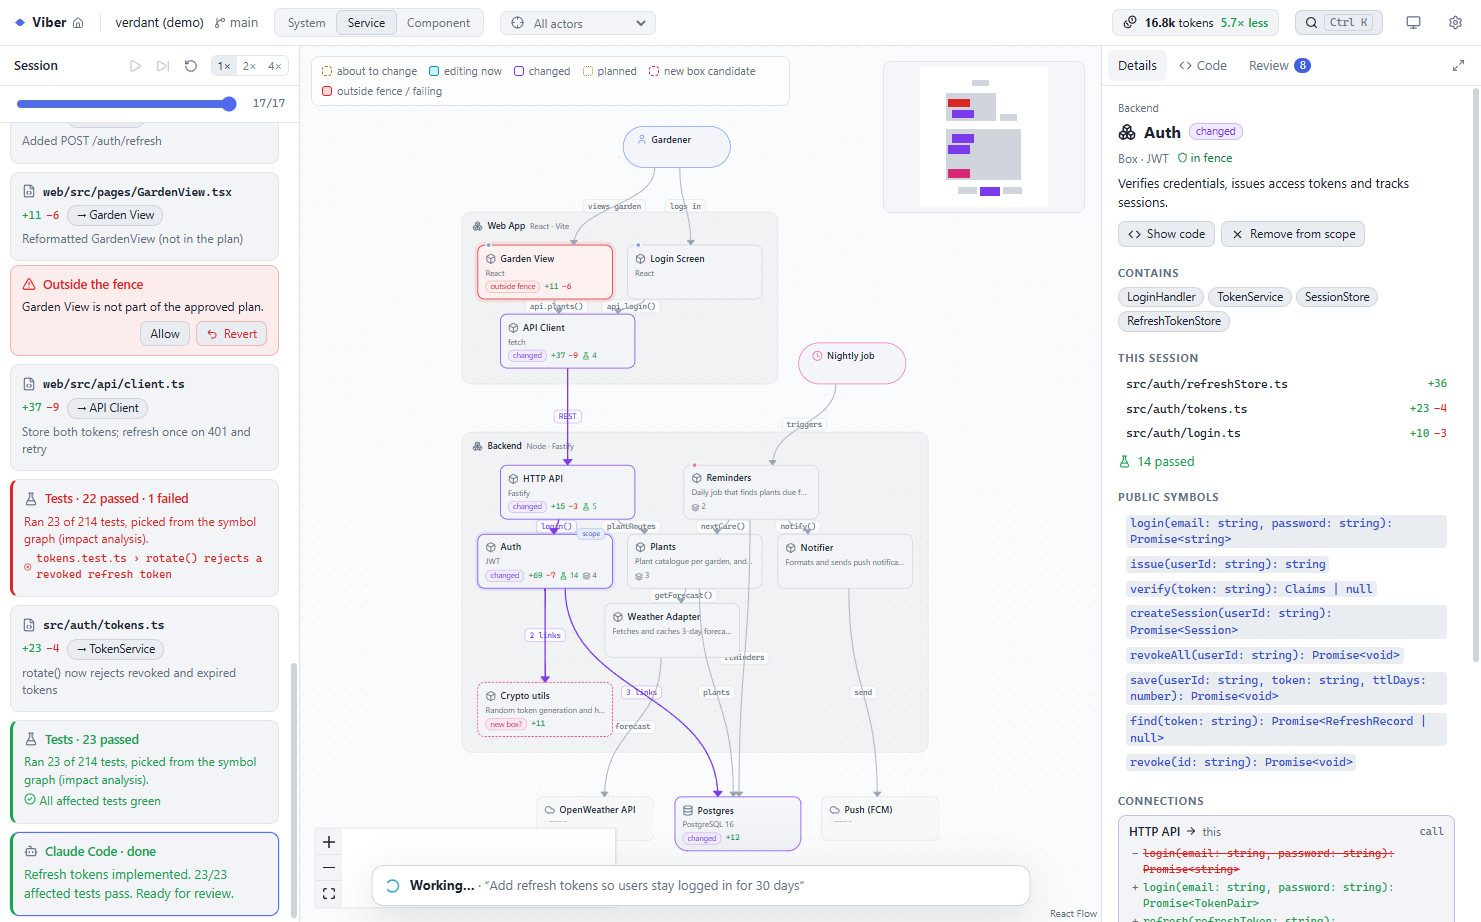 Viber
verdant (demo)
main
System
Service
Component
All actors
16.8k tokens 5.7× less
Ctrl K
Session
1×
2×
4×
17/17
Added POST /auth/refresh
web/src/pages/GardenView.tsx
+11 −6 → Garden View
Reformatted GardenView (not in the plan)
Outside the fence
Garden View is not part of the approved plan.
Allow
Revert
web/src/api/client.ts
+37 −9 → API Client
Store both tokens; refresh once on 401 and
retry
Tests · 22 passed · 1 failed
Ran 23 of 214 tests, picked from the symbol
graph (impact analysis).
tokens.test.ts › rotate() rejects a
revoked refresh token
src/auth/tokens.ts
+23 −4 → TokenService
rotate() now rejects revoked and expired
tokens
Tests · 23 passed
Ran 23 of 214 tests, picked from the symbol
graph (impact analysis).
All affected tests green
Claude Code · done
Refresh tokens implemented. 23/23
affected tests pass. Ready for review.
about to change
editing now
changed
planned
new box candidate
outside fence / failing
Gardener
views garden
logs in
Web App React · Vite
Garden View
React
outside fence +11 −6
Login Screen
React
api.plants()
api.login()
API Client
fetch
changed +37 −9 4
Nightly job
REST
triggers
Backend Node · Fastify
HTTP API
Fastify
changed +15 −3 5
Reminders
Daily job that finds plants due f...
2
login()
plantRoutes
nextCare()
notify()
scope
Auth
JWT
changed +69 −7 14 4
Plants
Plant catalogue per garden, and...
3
Notifier
Formats and sends push notifica...
getForecast()
Weather Adapter
Fetches and caches 3-day foreca...
2 links
Crypto utils
Random token generation and h...
new box? +11
3 links
plants
send
forecast
OpenWeather API
Postgres
PostgreSQL 16
changed +12
Push (FCM)
Working... · “Add refresh tokens so users stay logged in for 30 days”
React Flow
Details
Code
Review 8
Backend
Auth changed
Box · JWT in fence
Verifies credentials, issues access tokens and tracks
sessions.
Show code
Remove from scope
CONTAINS
LoginHandler
TokenService
SessionStore
RefreshTokenStore
THIS SESSION
src/auth/refreshStore.ts +36
src/auth/tokens.ts +23 −4
src/auth/login.ts +10 −3
14 passed
PUBLIC SYMBOLS
login(email: string, password: string):
Promise<string>
issue(userId: string): string
verify(token: string): Claims | null
createSession(userId: string):
Promise<Session>
revokeAll(userId: string): Promise<void>
save(userId: string, token: string, ttlDays:
number): Promise<void>
find(token: string): Promise<RefreshRecord |
null>
revoke(id: string): Promise<void>
CONNECTIONS
HTTP API → this call
− login(email: string, password: string):
Promise<string>
+ login(email: string, password: string):
Promise<TokenPair>
+ refresh(refreshToken: string):